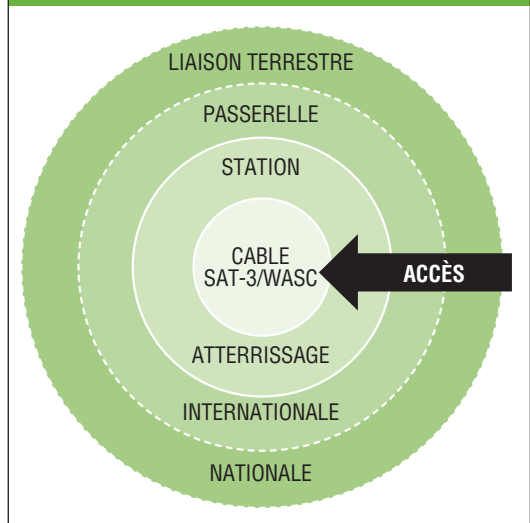 LIAISON TERRESTRE
PASSERELLE
STATION
CABLE
SAT-3/WASC
ACCÈS
ATTERRISSAGE
INTERNATIONALE
NATIONALE